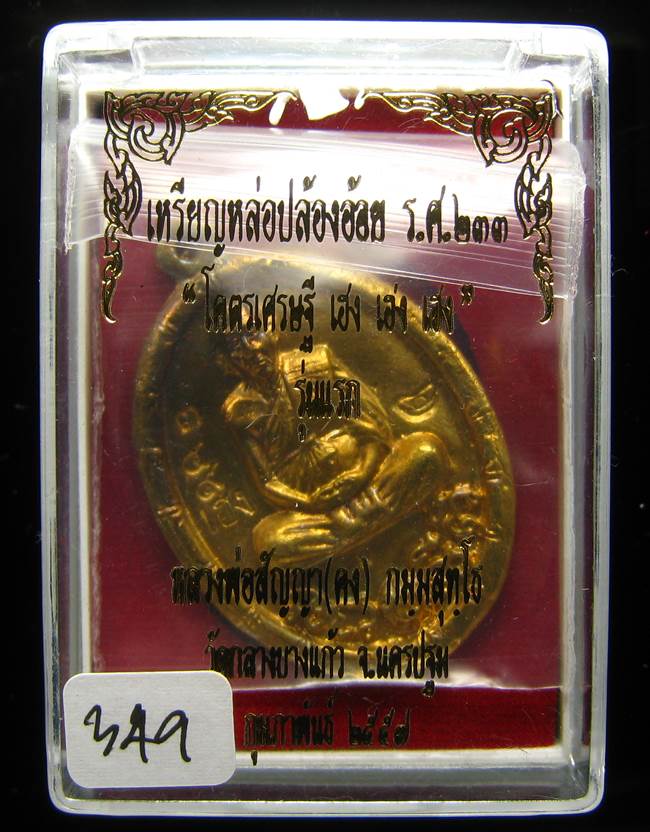 เหรียญหล่อปล้องอ้อย ร.ศ.๒๓๓
“โคตรเศรษฐี เฮง เฮ่ง เฮง”
รุ่นแรก
หลวงพ่อสัญญา(คง) กมฺมสุทฺโธ
วัดกลางบางแก้ว จ.นครปฐม
กุมภาพันธ์ ๒๕๕๗